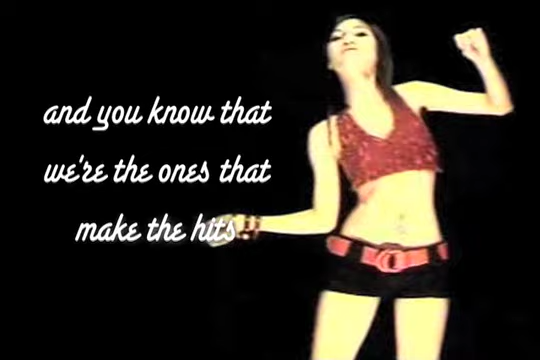 and you know that
we're the ones that
make the hits